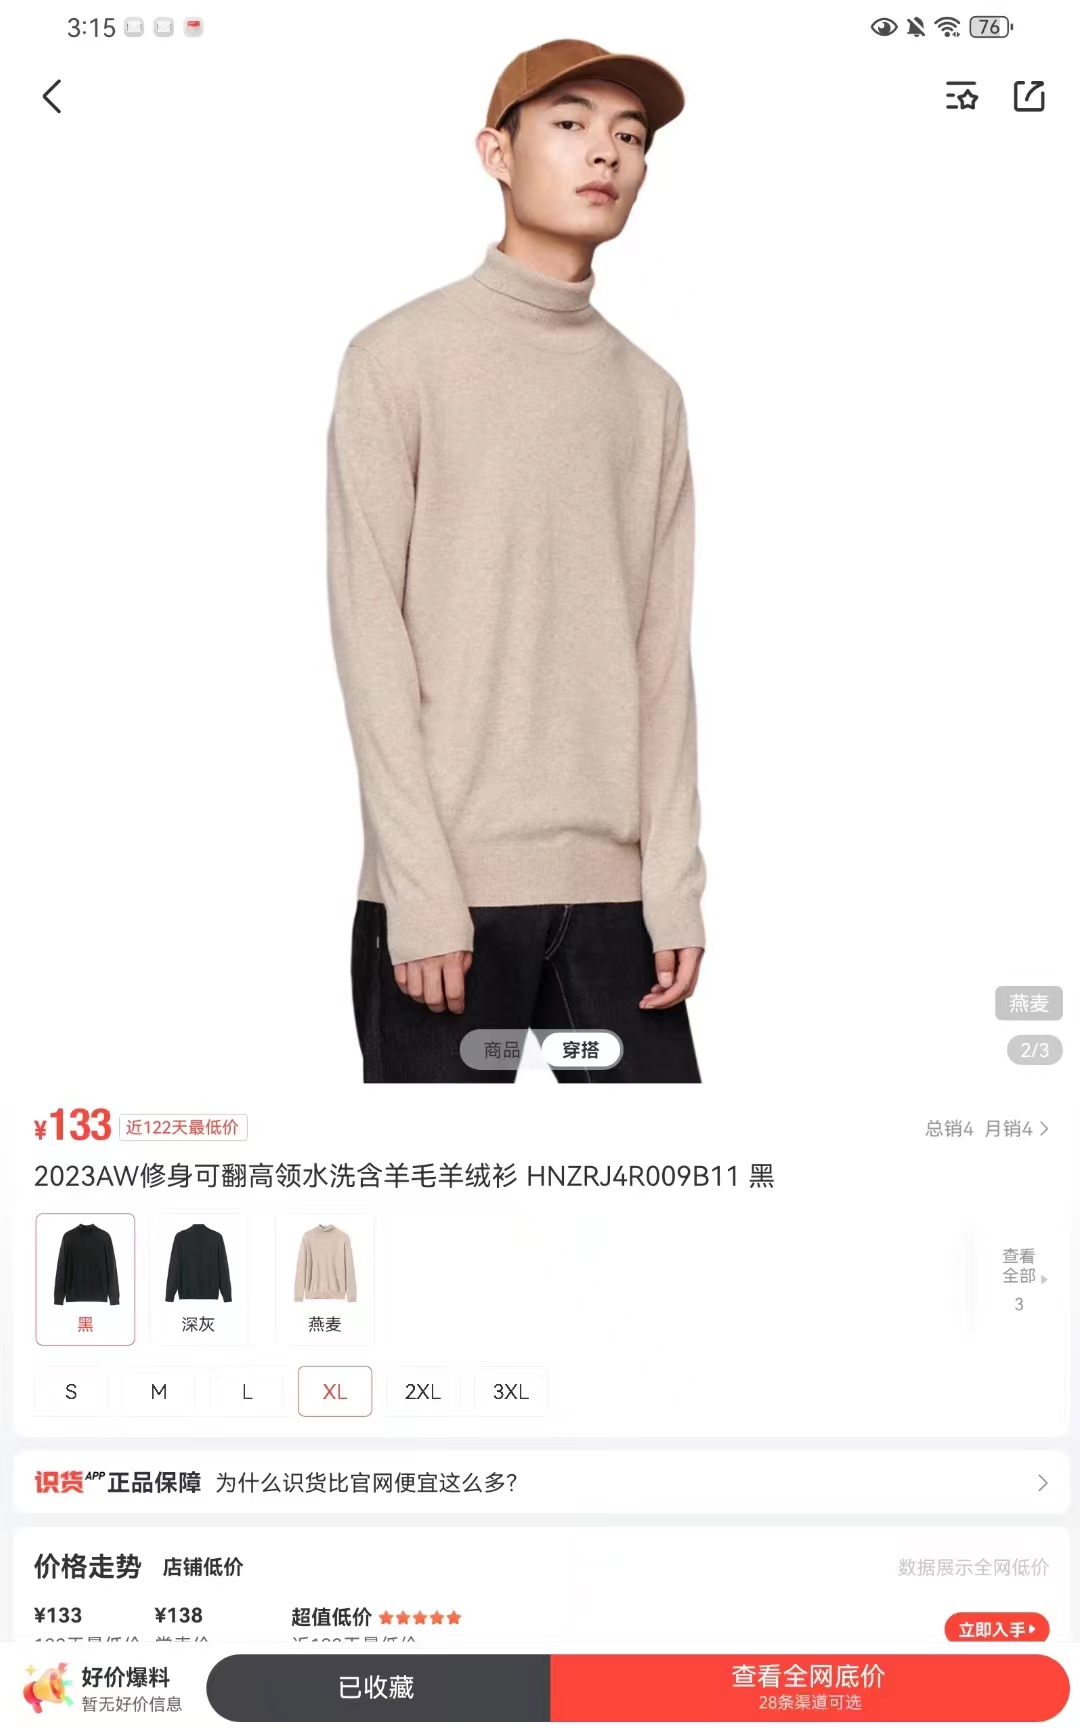 3:15
76
燕麦
商品 穿搭
2/3
¥133 近122天最低价 总销4 月销4
2023AW修身可翻高领水洗含羊毛羊绒衫 HNZRJ4R009B11 黑
黑 深灰 燕麦
查看
全部
3
S M L XL 2XL 3XL
识货APP正品保障 为什么识货比官网便宜这么多?
价格走势 店铺低价 数据展示全网低价
¥133 ¥138 超值低价
立即入手
好价爆料
暂无好价信息
已收藏
查看全网底价
28条渠道可选